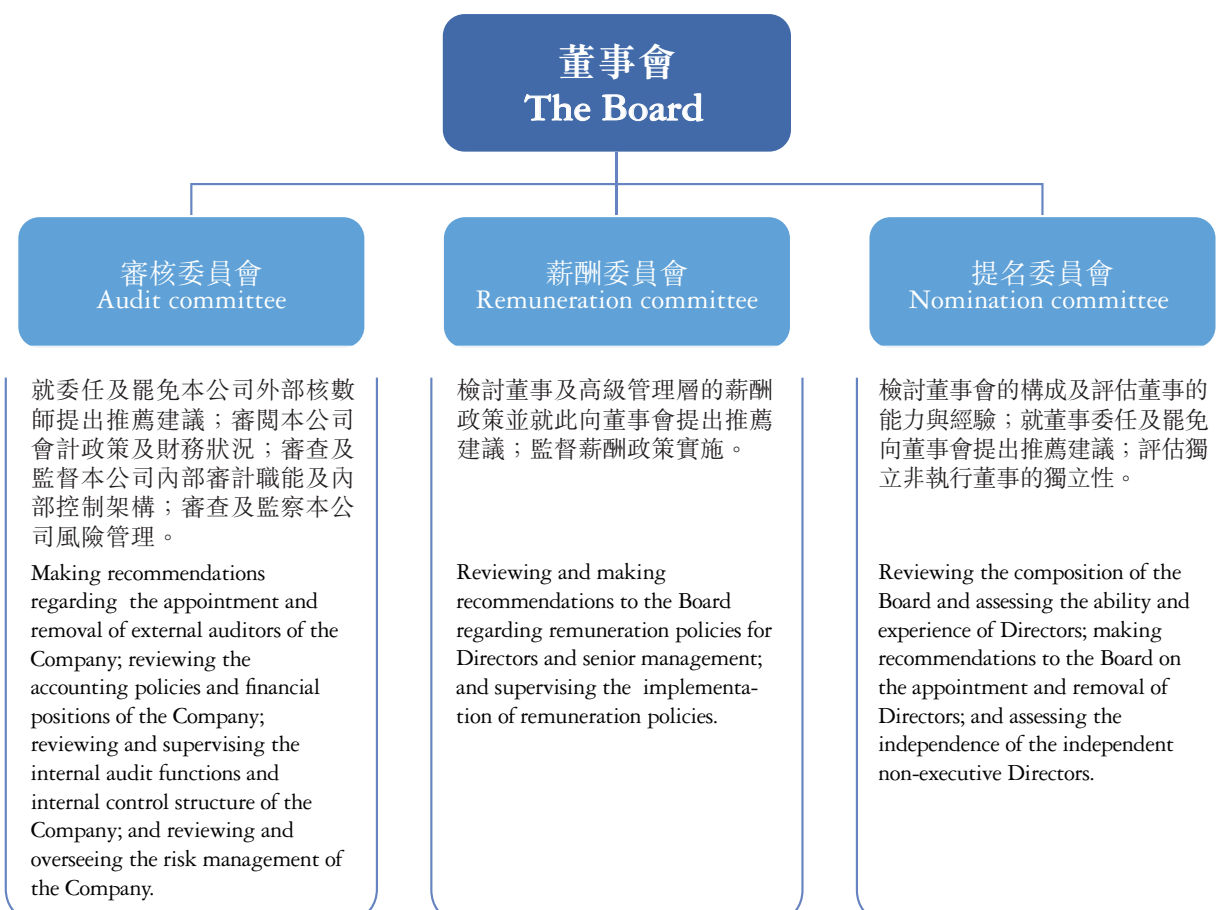 董事會
The Board
審核委員會
Audit committee
就委任及罷免本公司外部核數
師提出推薦建議；審閱本公司
會計政策及財務狀況；審查及
監督本公司內部審計職能及內
部控制架構；審查及監察本公
司風險管理。
Making recommendations
regarding the appointment and
removal of external auditors of the
Company; reviewing the
accounting policies and financial
positions of the Company;
reviewing and supervising the
internal audit functions and
internal control structure of the
Company; and reviewing and
overseeing the risk management of
the Company.
薪酬委員會
Remuneration committee
檢討董事及高級管理層的薪酬
政策並就此向董事會提出推薦
建議；監督薪酬政策實施。
Reviewing and making
recommendations to the Board
regarding remuneration policies for
Directors and senior management;
and supervising the implementa-
tion of remuneration policies.
提名委員會
Nomination committee
檢討董事會的構成及評估董事的
能力與經驗；就董事委任及罷免
向董事會提出推薦建議；評估獨
立非執行董事的獨立性。
Reviewing the composition of the
Board and assessing the ability and
experience of Directors; making
recommendations to the Board on
the appointment and removal of
Directors; and assessing the
independence of the independent
non-executive Directors.